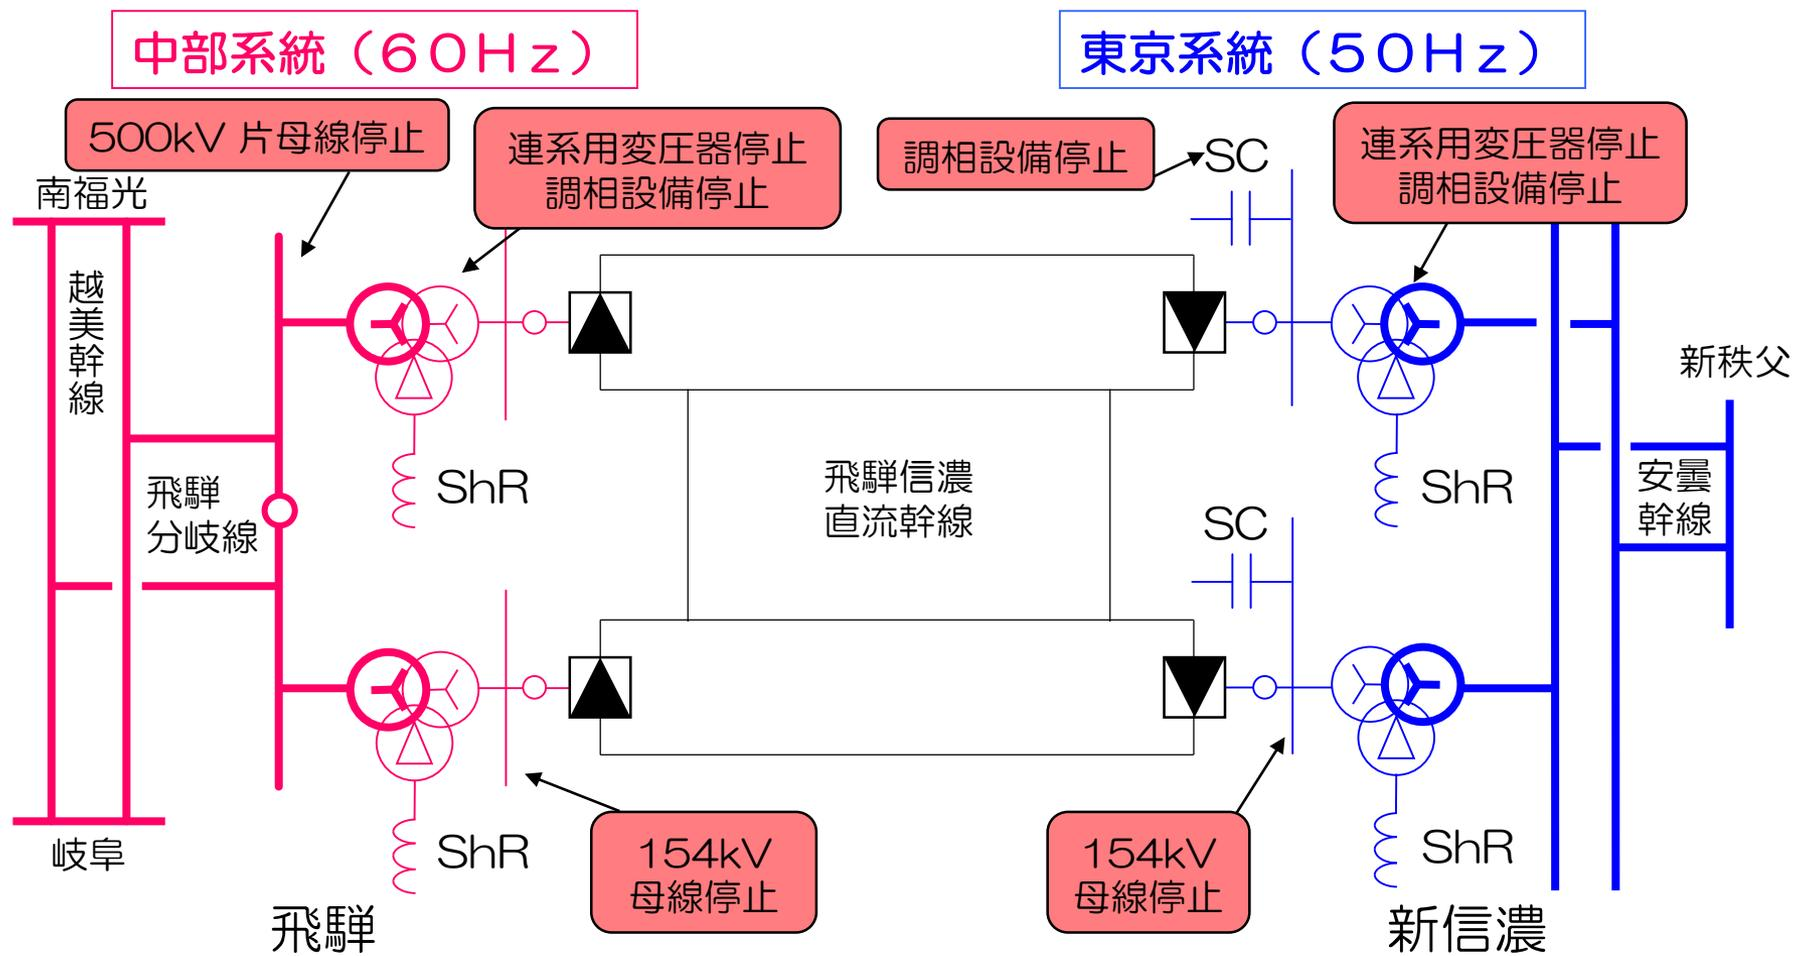 中部系統（６０Ｈｚ）
東京系統（５０Ｈｚ）
500kV 片母線停止
連系用変圧器停止
調相設備停止
調相設備停止
SC
連系用変圧器停止
調相設備停止
南福光
越美幹線
新秩父
飛騨
分岐線
ShR
飛騨信濃
直流幹線
SC
ShR
安曇
幹線
岐阜
ShR
154kV
母線停止
154kV
母線停止
ShR
飛騨
新信濃